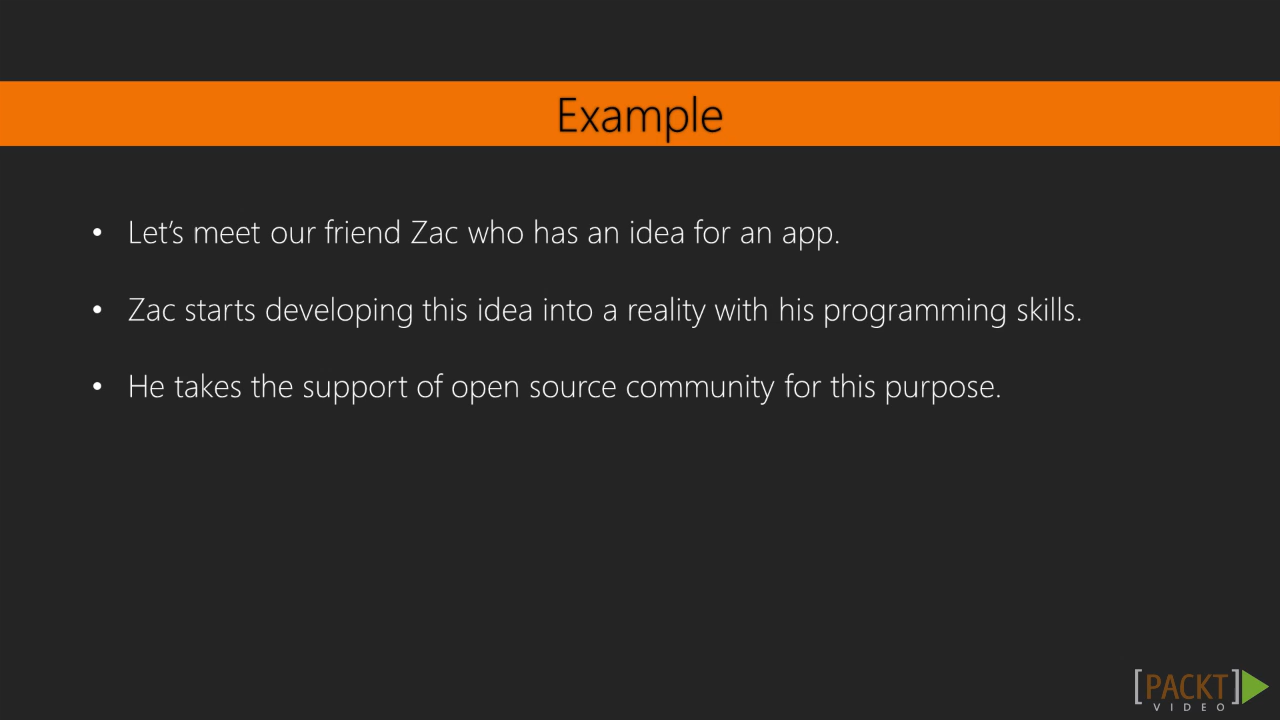 Example
• Let's meet our friend Zac who has an idea for an app.
• Zac starts developing this idea into a reality with his programming skills.
• He takes the support of open source community for this purpose.
[PACKT]
VIDEO